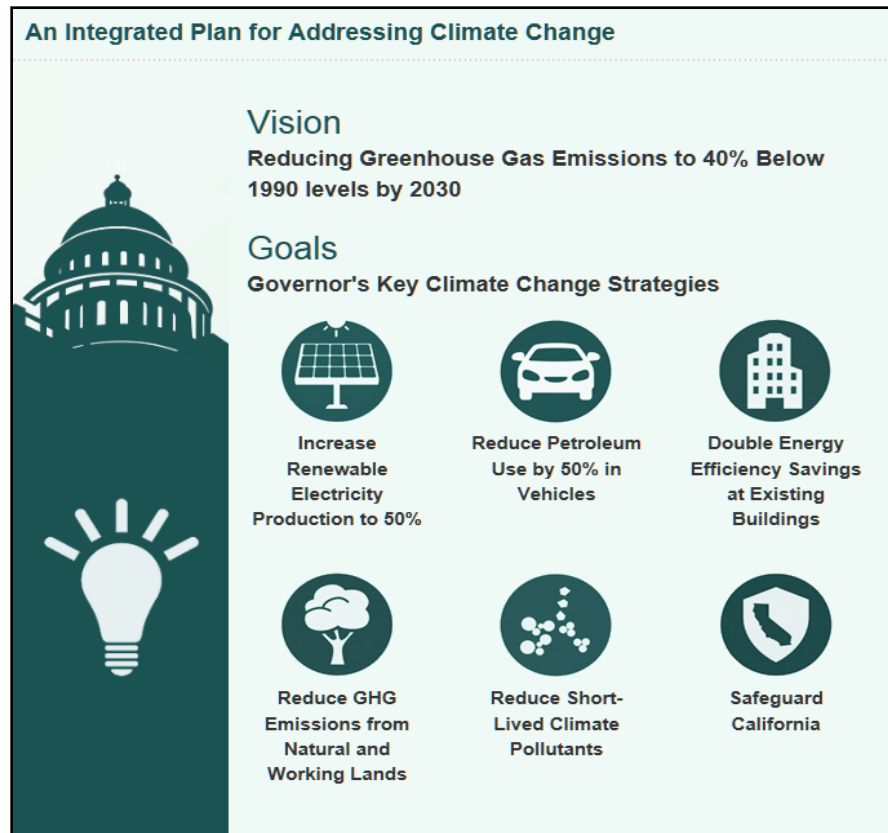 An Integrated Plan for Addressing Climate Change
Vision
Reducing Greenhouse Gas Emissions to 40% Below
1990 levels by 2030
Goals
Governor's Key Climate Change Strategies
Increase
Renewable
Electricity
Production to 50%
Reduce Petroleum
Use by 50% in
Vehicles
Double Energy
Efficiency Savings
at Existing
Buildings
Reduce GHG
Emissions from
Natural and
Working Lands
Reduce Short-
Lived Climate
Pollutants
Safeguard
California